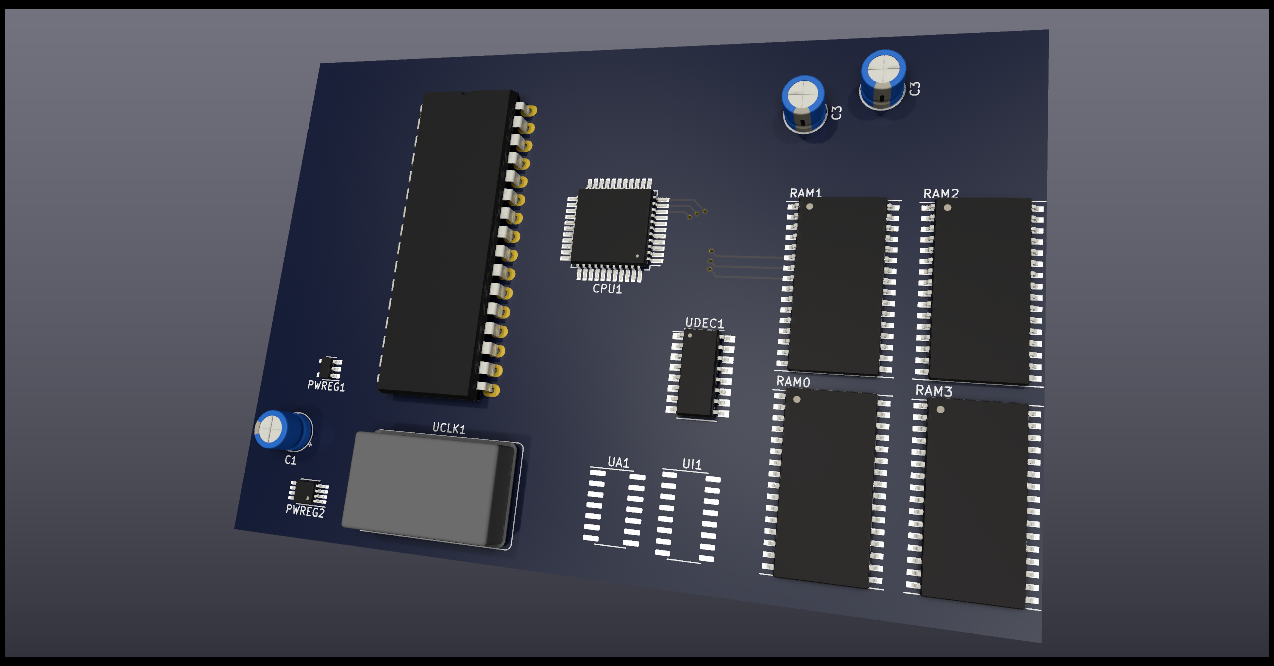 C3
C3
RAM1
RAM2
CPU1
UDEC1
PWREG1
RAM0
RAM3
UCLK1
C1
UA1
UI1
PWREG2